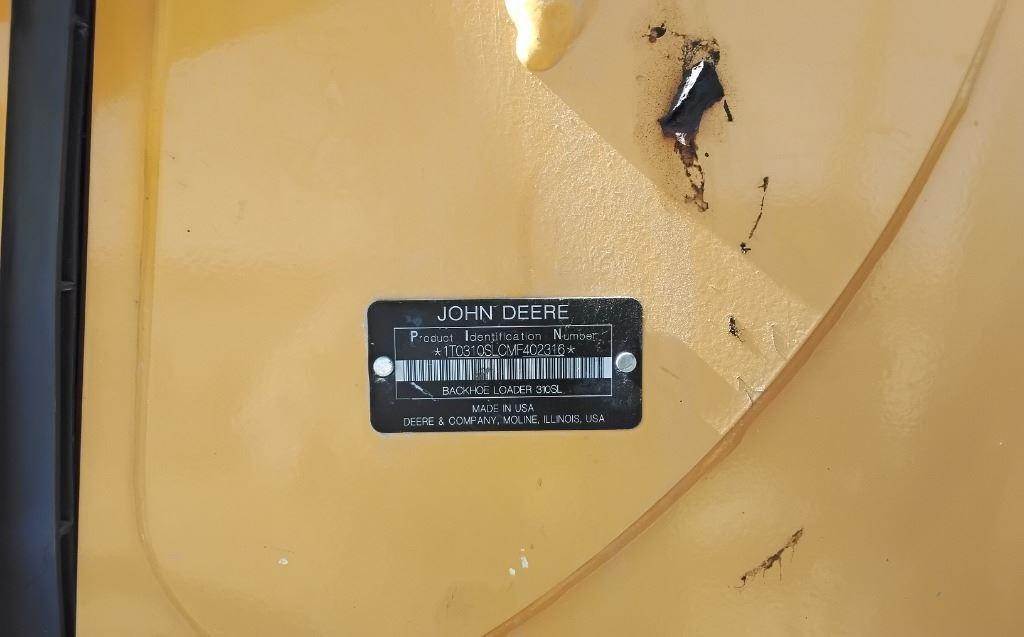 JOHN DEERE
Product Identification Number
*1T0310SLCMF402316*
BACKHOE LOADER 310SL
MADE IN USA
DEERE & COMPANY, MOLINE, ILLINOIS, USA